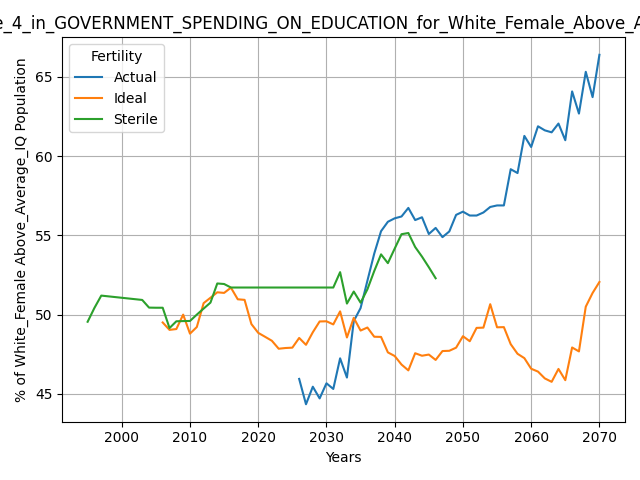 e_4_in_GOVERNMENT_SPENDING_ON_EDUCATION_for_White_Female_Above_A
Fertility
Actual
Ideal
Sterile
% of White_Female Above_Average_IQ Population
65
60
55
50
45
2000
2010
2020
2030
2040
2050
2060
2070
Years